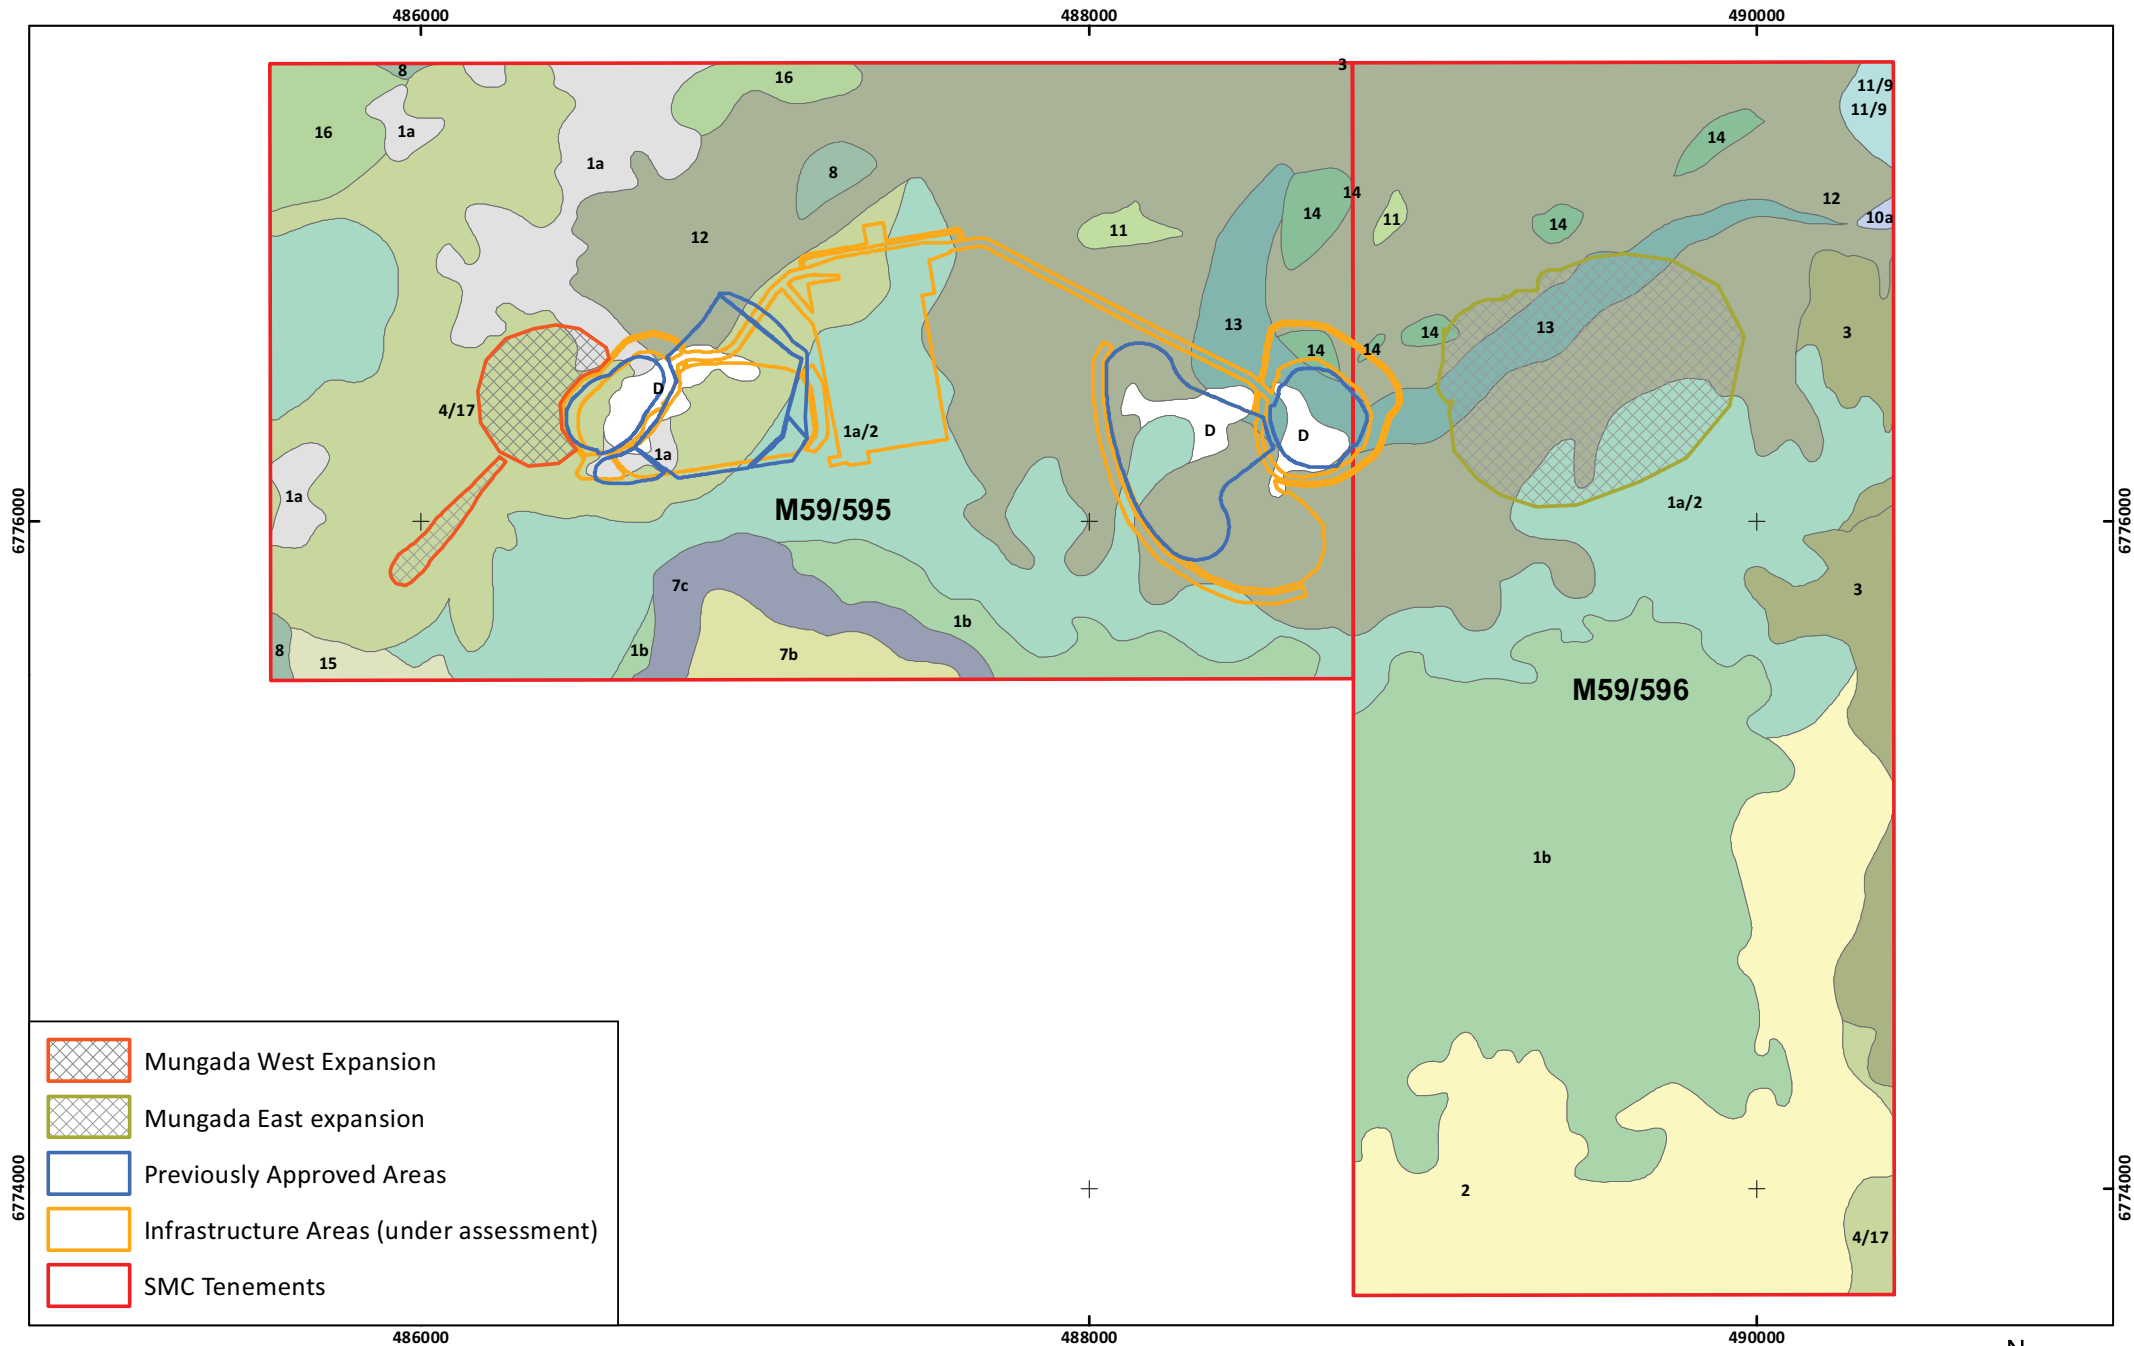 486000
488000
490000
8
16
3
11/9
11/9
16
1a
14
1a
8
14
14
12
10a
11
11
14
12
13
14
13
3
14
14
D
4/17
1a/2
D
D
1a
1a
1a/2
M59/595
6776000
6776000
7c
3
1b
8
15
1b
7b
M59/596
1b
Mungada West Expansion
Mungada East expansion
Previously Approved Areas
6774000
2
6774000
Infrastructure Areas (under assessment)
4/17
SMC Tenements
486000
488000
490000